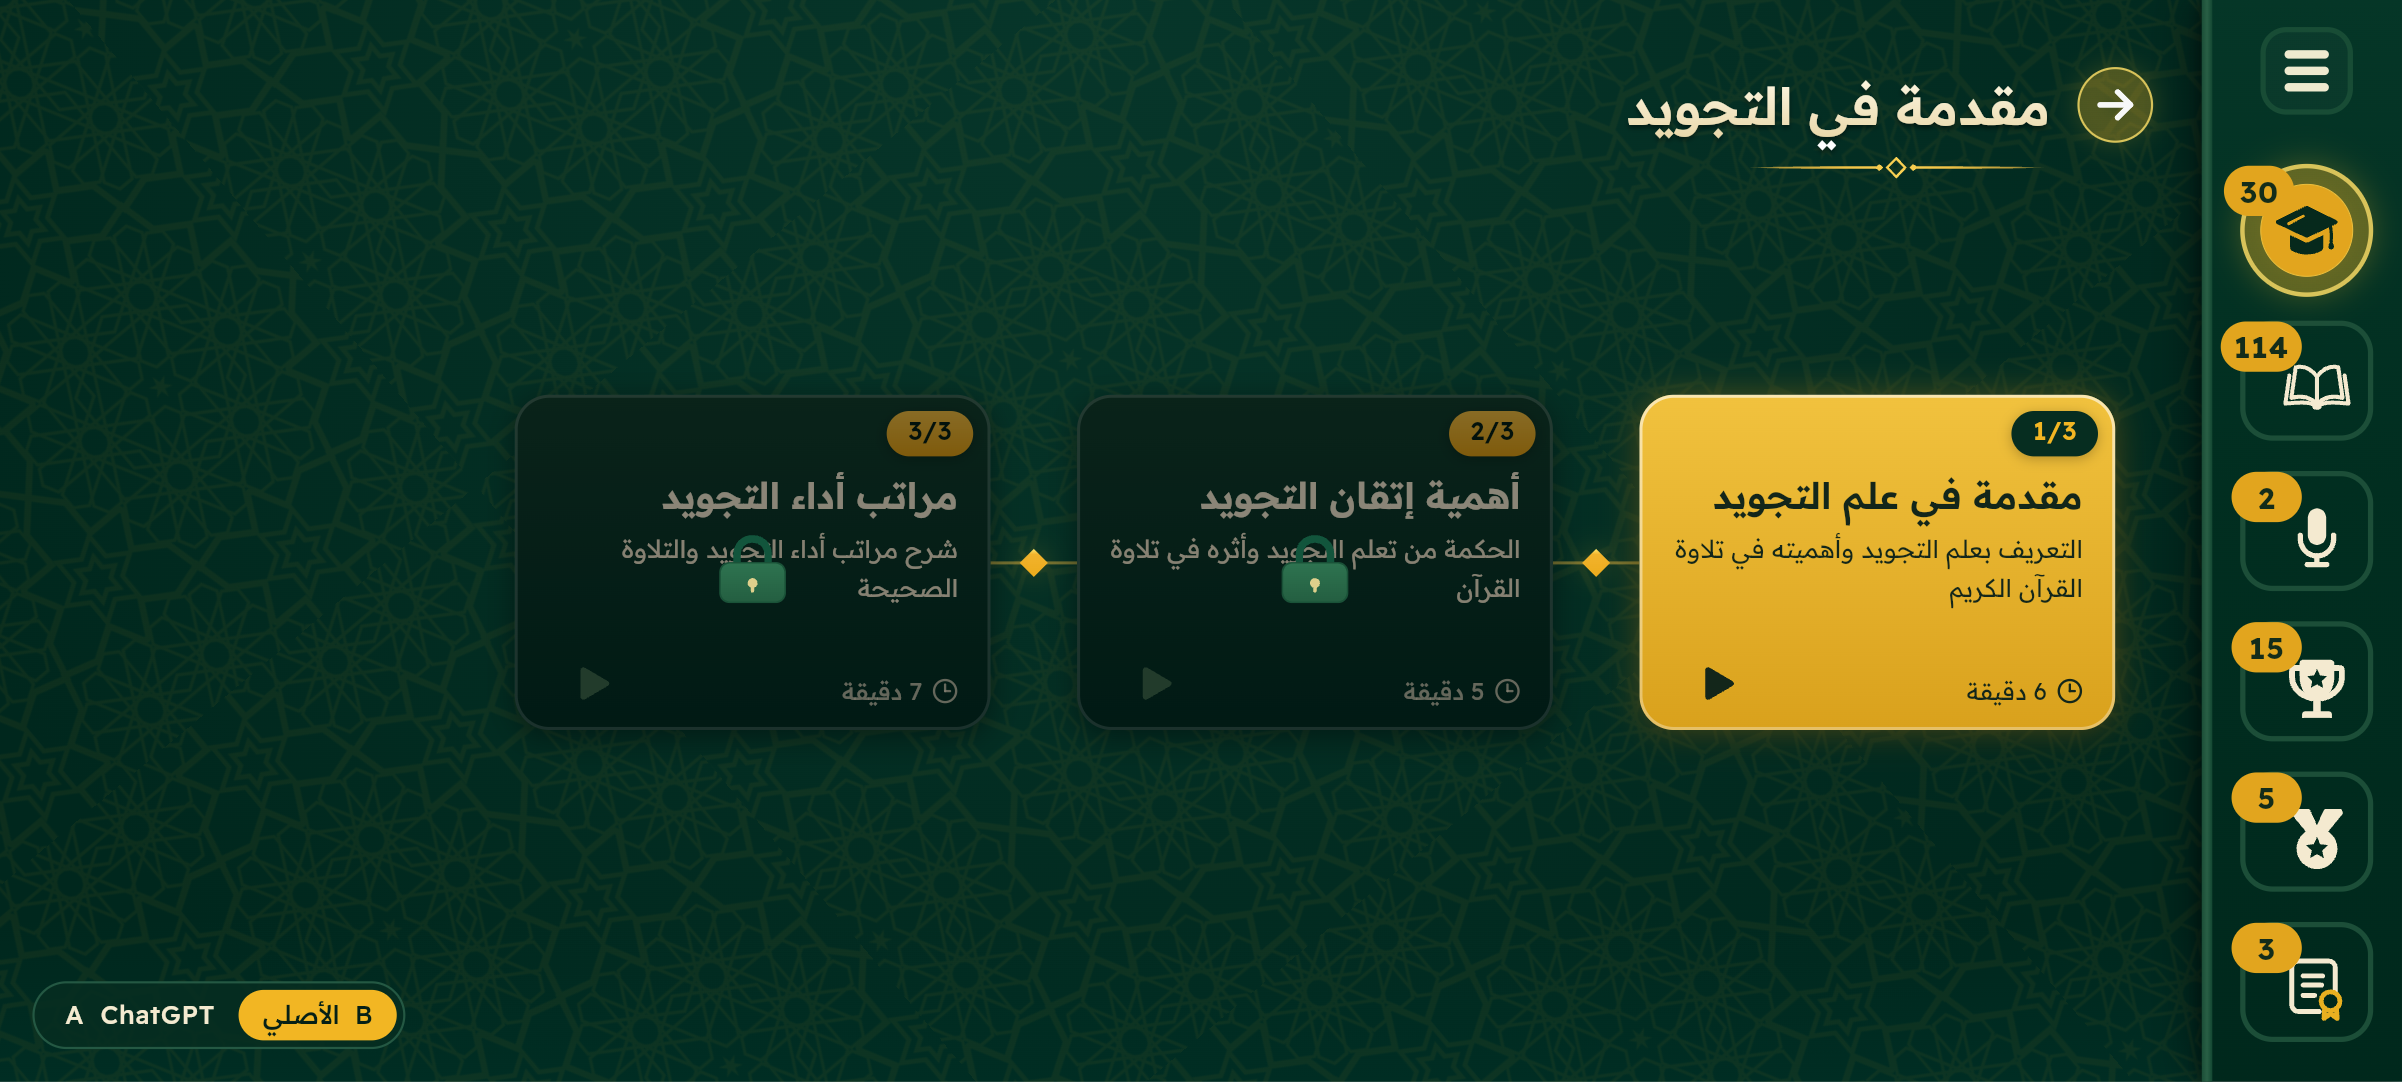 مقدمة في التجويد
30
114
2
15
5
3
1/3
مقدمة في علم التجويد
التعريف بعلم التجويد وأهميته في تلاوة
القرآن الكريم
6 دقيقة
2/3
أهمية إتقان التجويد
الحكمة من تعلم التجويد وأثره في تلاوة
القرآن
5 دقيقة
3/3
مراتب أداء التجويد
شرح مراتب أداء التجويد والتلاوة
الصحيحة
7 دقيقة
A ChatGPT
B الأصلي